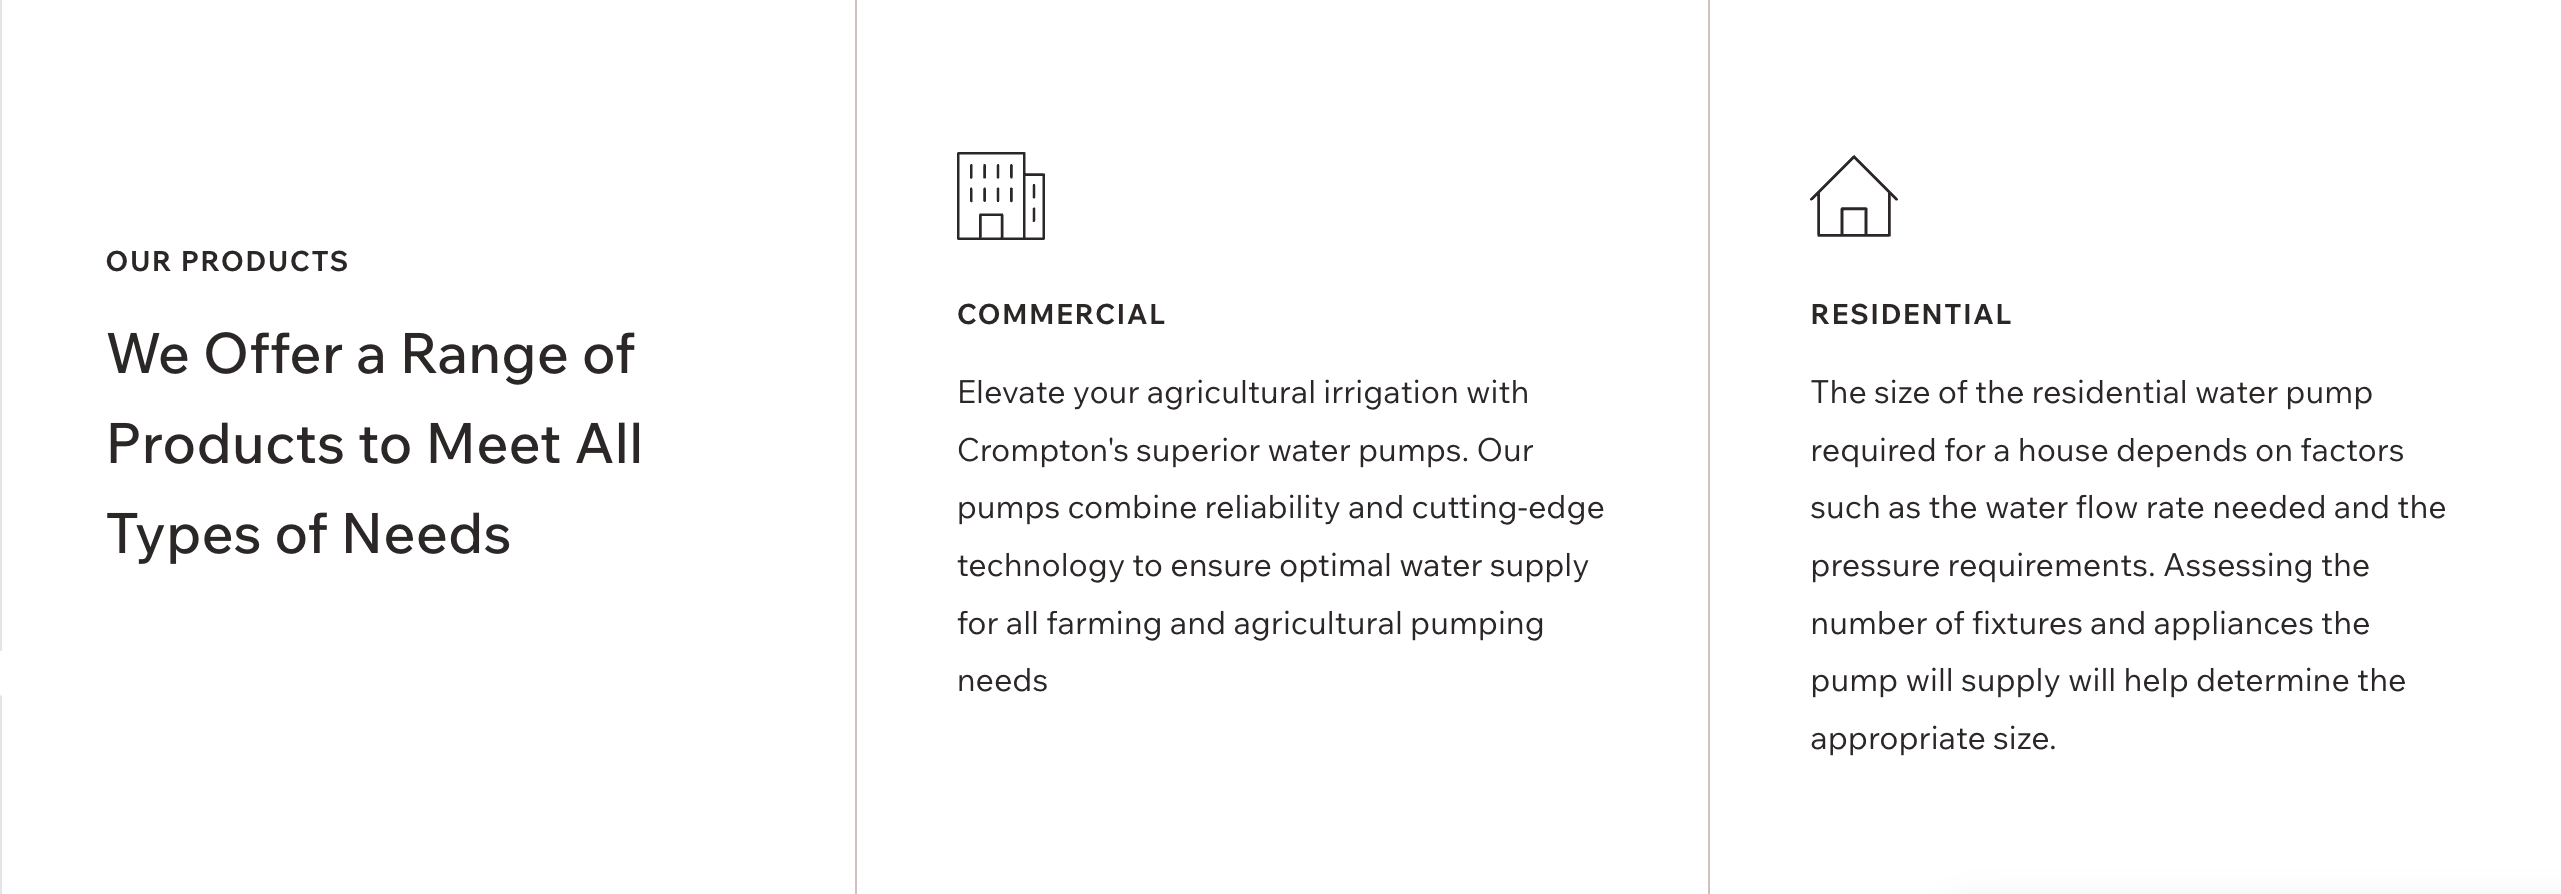 OUR PRODUCTS
We Offer a Range of
Products to Meet All
Types of Needs
COMMERCIAL
Elevate your agricultural irrigation with
Crompton's superior water pumps. Our
pumps combine reliability and cutting-edge
technology to ensure optimal water supply
for all farming and agricultural pumping
needs
RESIDENTIAL
The size of the residential water pump
required for a house depends on factors
such as the water flow rate needed and the
pressure requirements. Assessing the
number of fixtures and appliances the
pump will supply will help determine the
appropriate size.